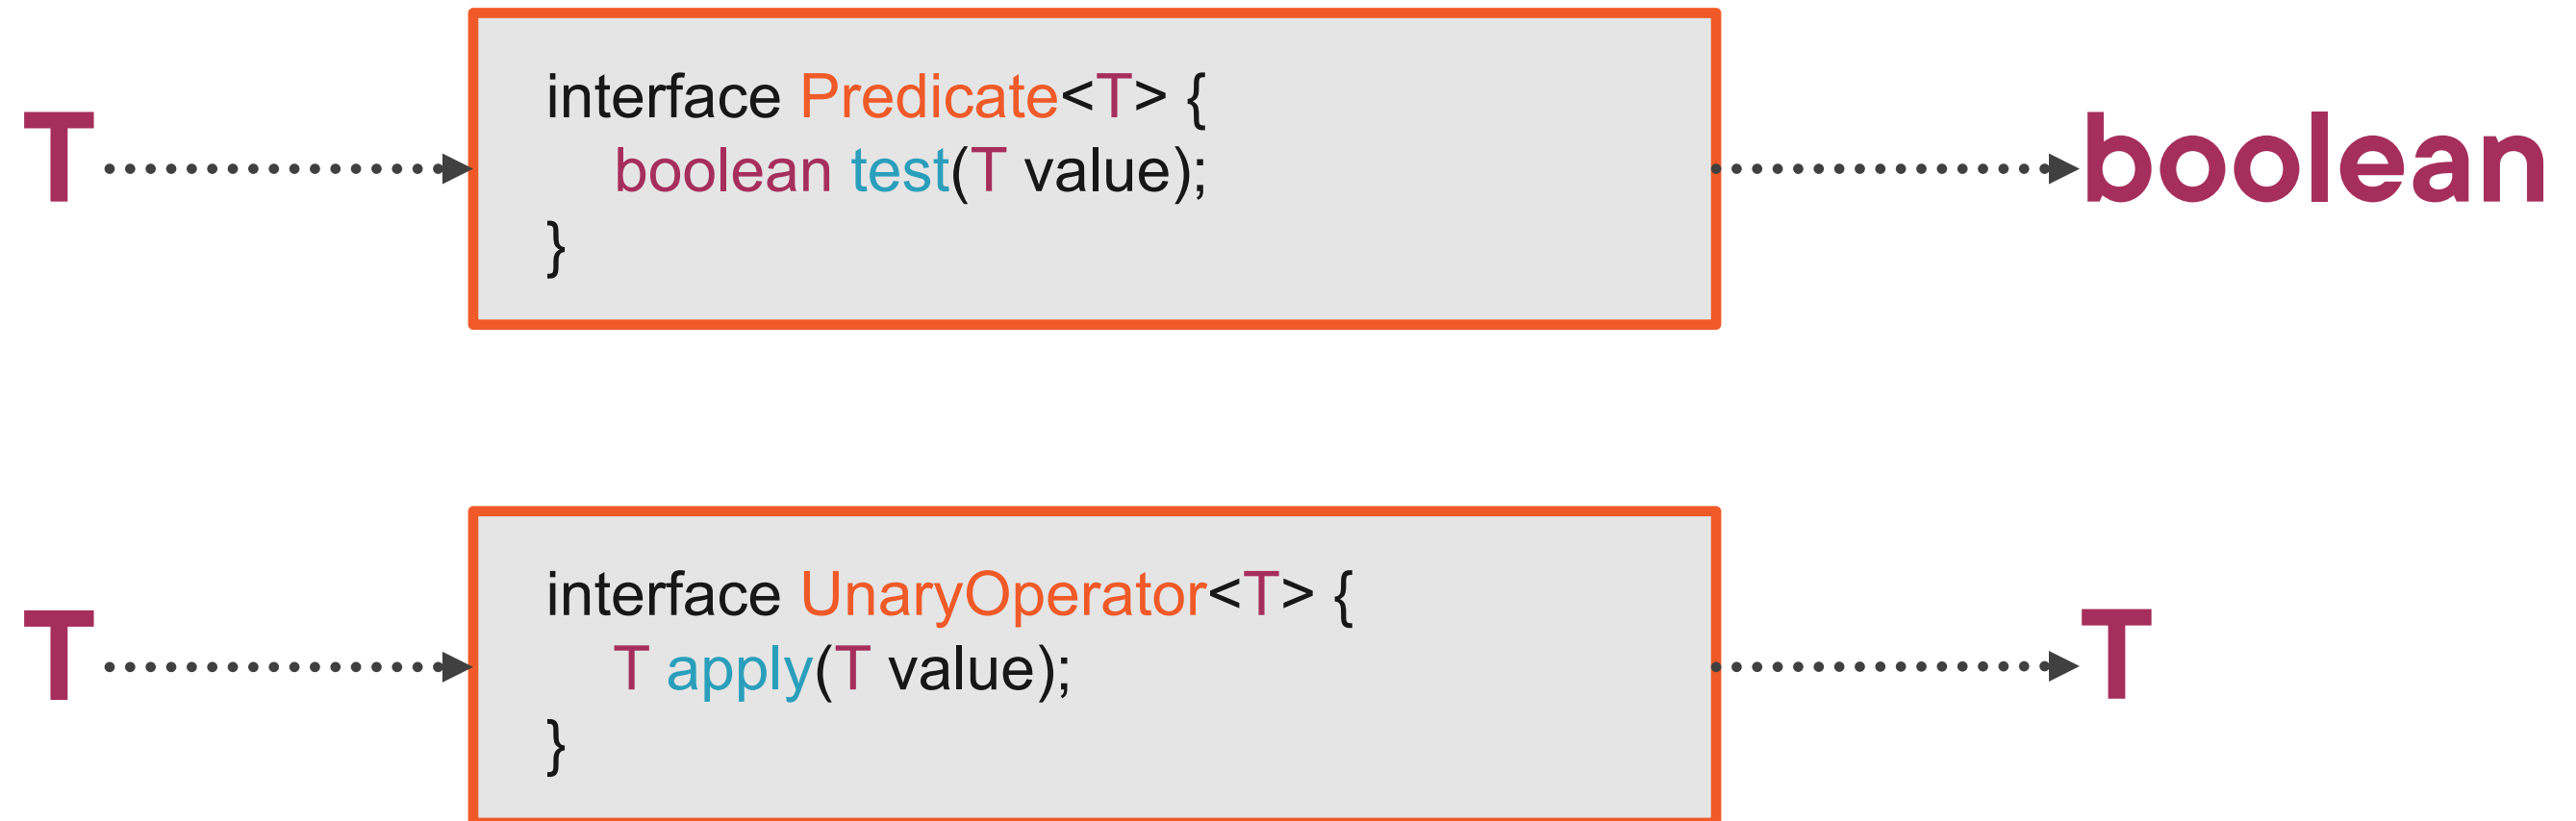 T
interface Predicate<T> {
boolean test(T value);
}
boolean
T
interface UnaryOperator<T> {
T apply(T value);
}
T